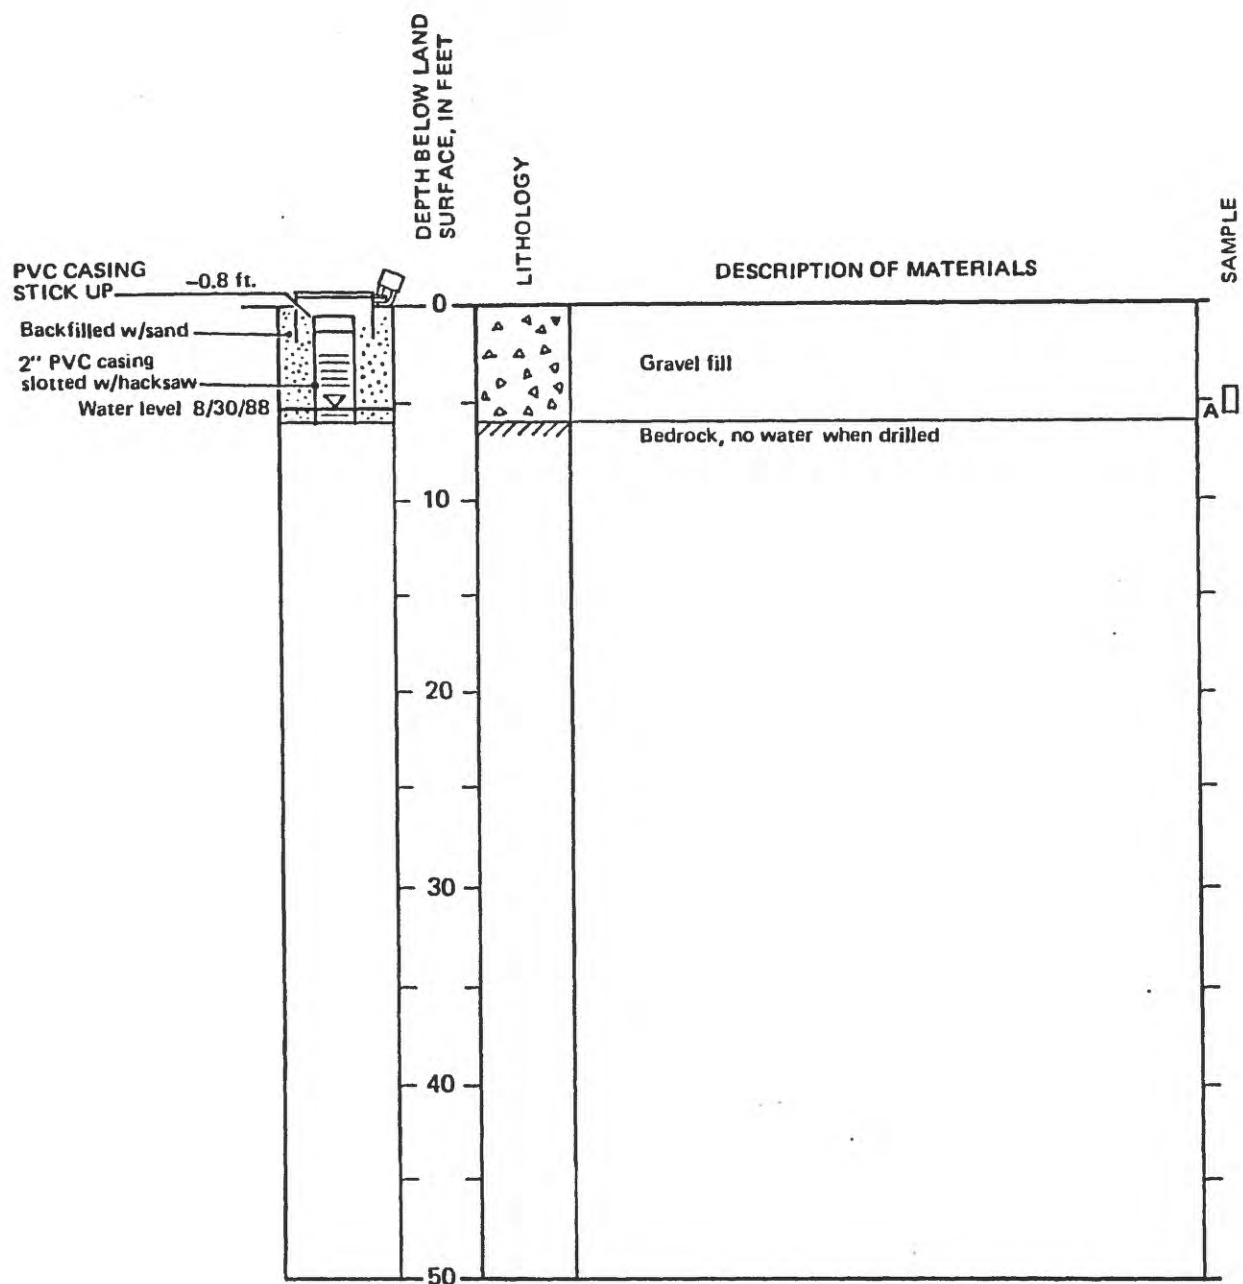 DEPTH BELOW LAND
SURFACE, IN FEET
LITHOLOGY
DESCRIPTION OF MATERIALS
SAMPLE
PVC CASING
STICK UP
-0.8 ft.
Backfilled w/sand
2" PVC casing
slotted w/hacksaw
Water level 8/30/88
0
Gravel fill
A
Bedrock, no water when drilled
10
20
30
40
50